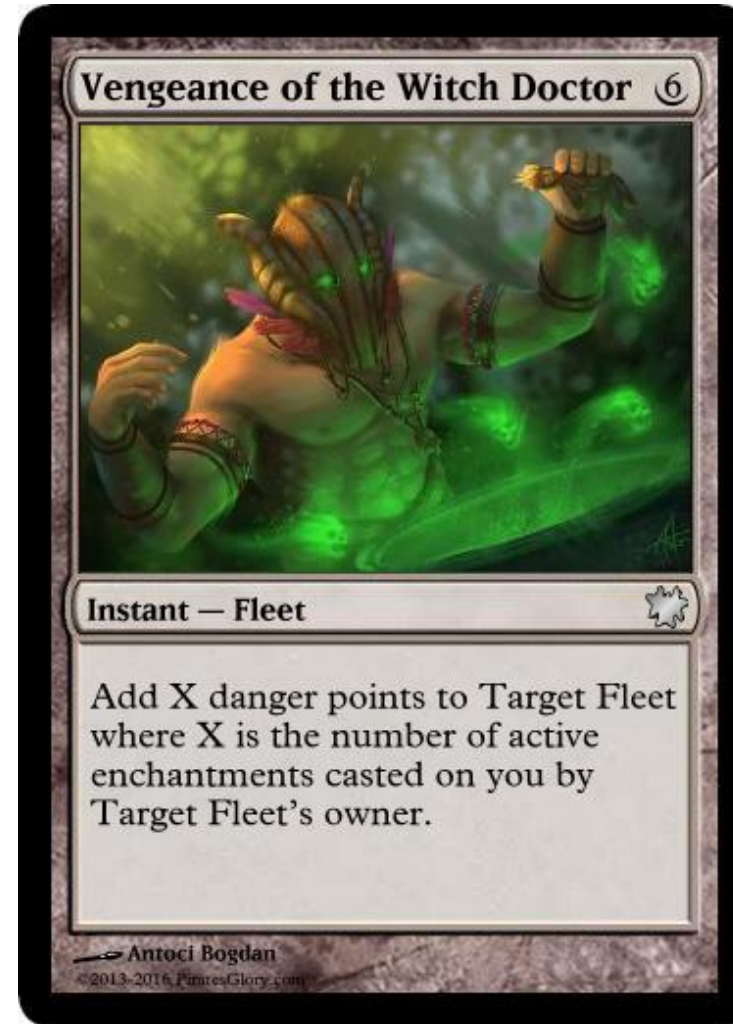 Vengeance of the Witch Doctor 6
Instant — Fleet
Add X danger points to Target Fleet
where X is the number of active
enchantments casted on you by
Target Fleet's owner.
Antoci Bogdan
©2013-2016 PiratesGlory.com